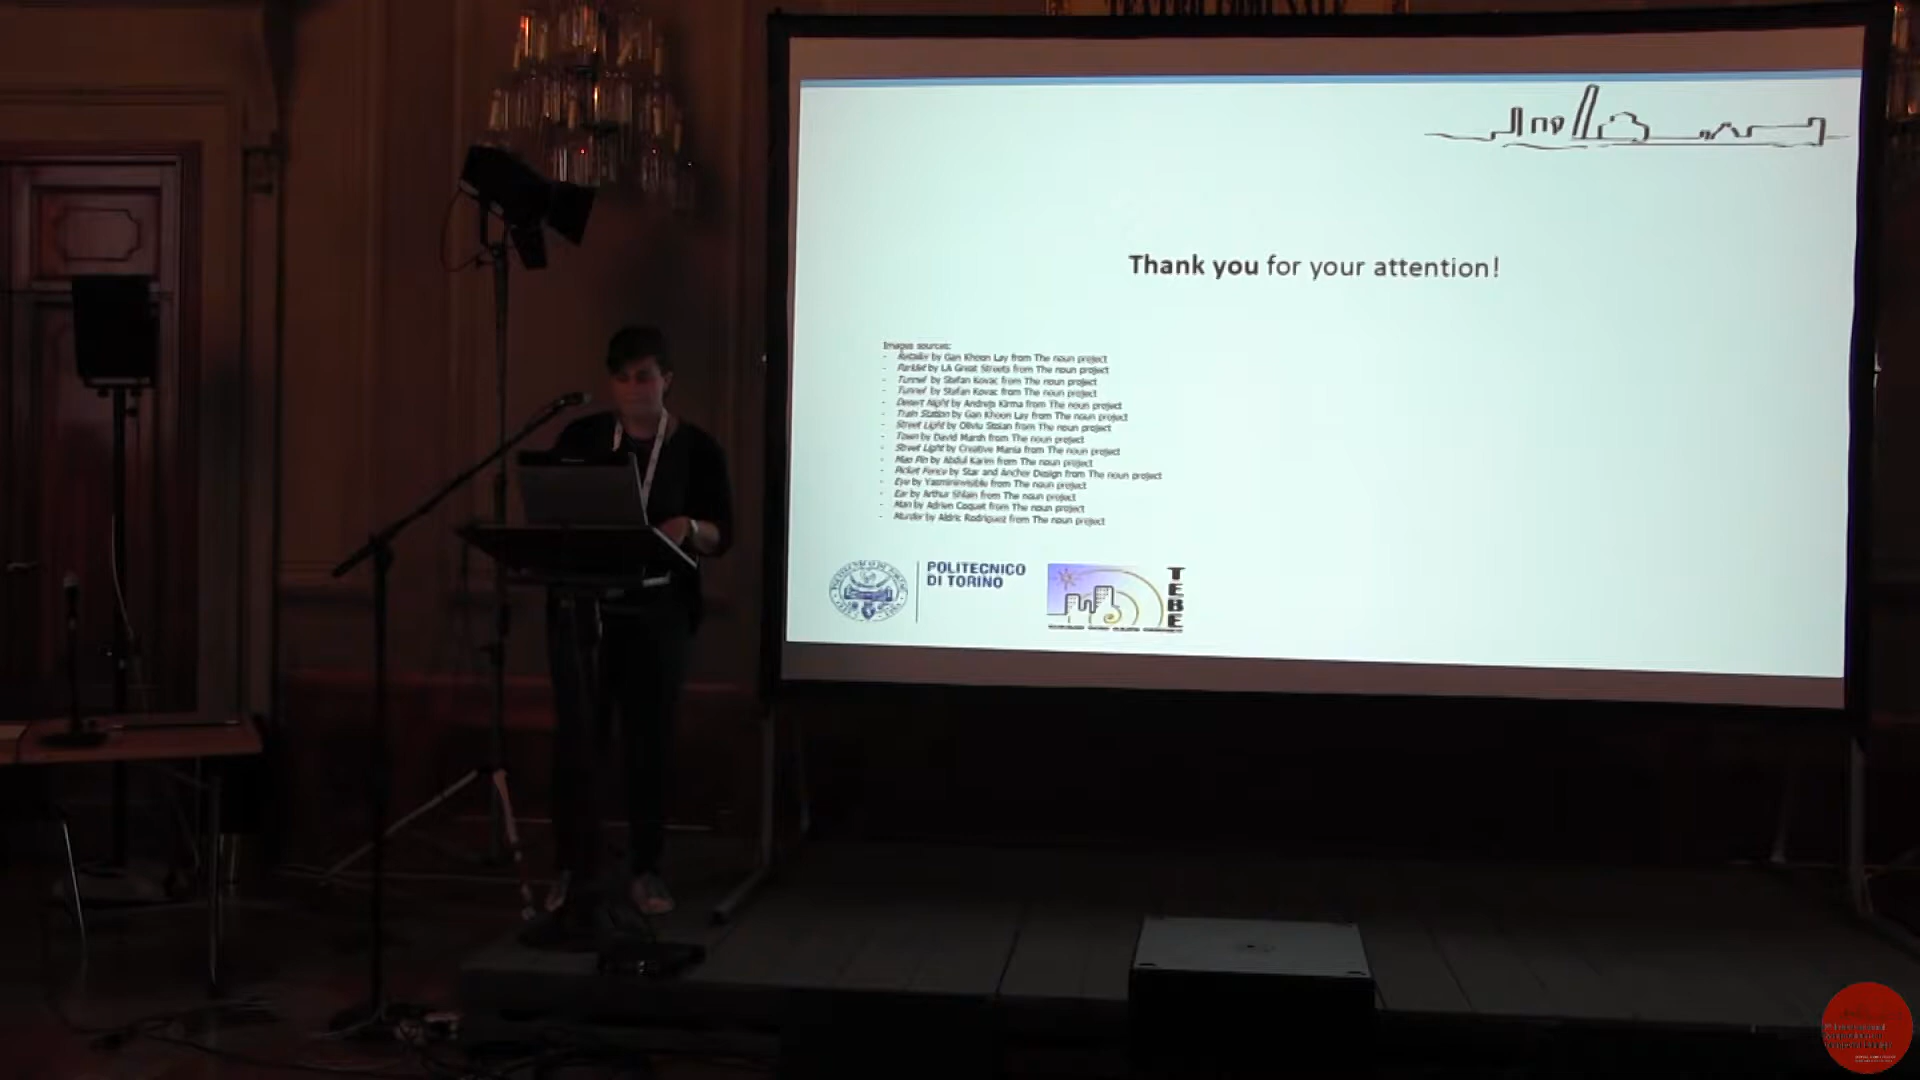 TEATRO COMUNALE
Thank you for your attention!
Images sources:
- Retailer by Gan Khoon Lay from The noun project
- Parklet by LA Great Streets from The noun project
- Tunnel by Stefan Kovac from The noun project
- Tunnel by Stefan Kovac from The noun project
- Desert Night by Andrejs Kirma from The noun project
- Train Station by Gan Khoon Lay from The noun project
- Street Light by Oliviu Stoian from The noun project
- Town by David Marsh from The noun project
- Street Light by Creative Mania from The noun project
- Map Pin by Abdul Karim from The noun project
- Picket Fence by Star and Anchor Design from The noun project
- Eye by Yasminvisible from The noun project
- Ear by Arthur Shlain from The noun project
- Man by Adrien Coquet from The noun project
- Murder by Aldric Rodriguez from The noun project
POLITECNICO
DI TORINO
TEBE